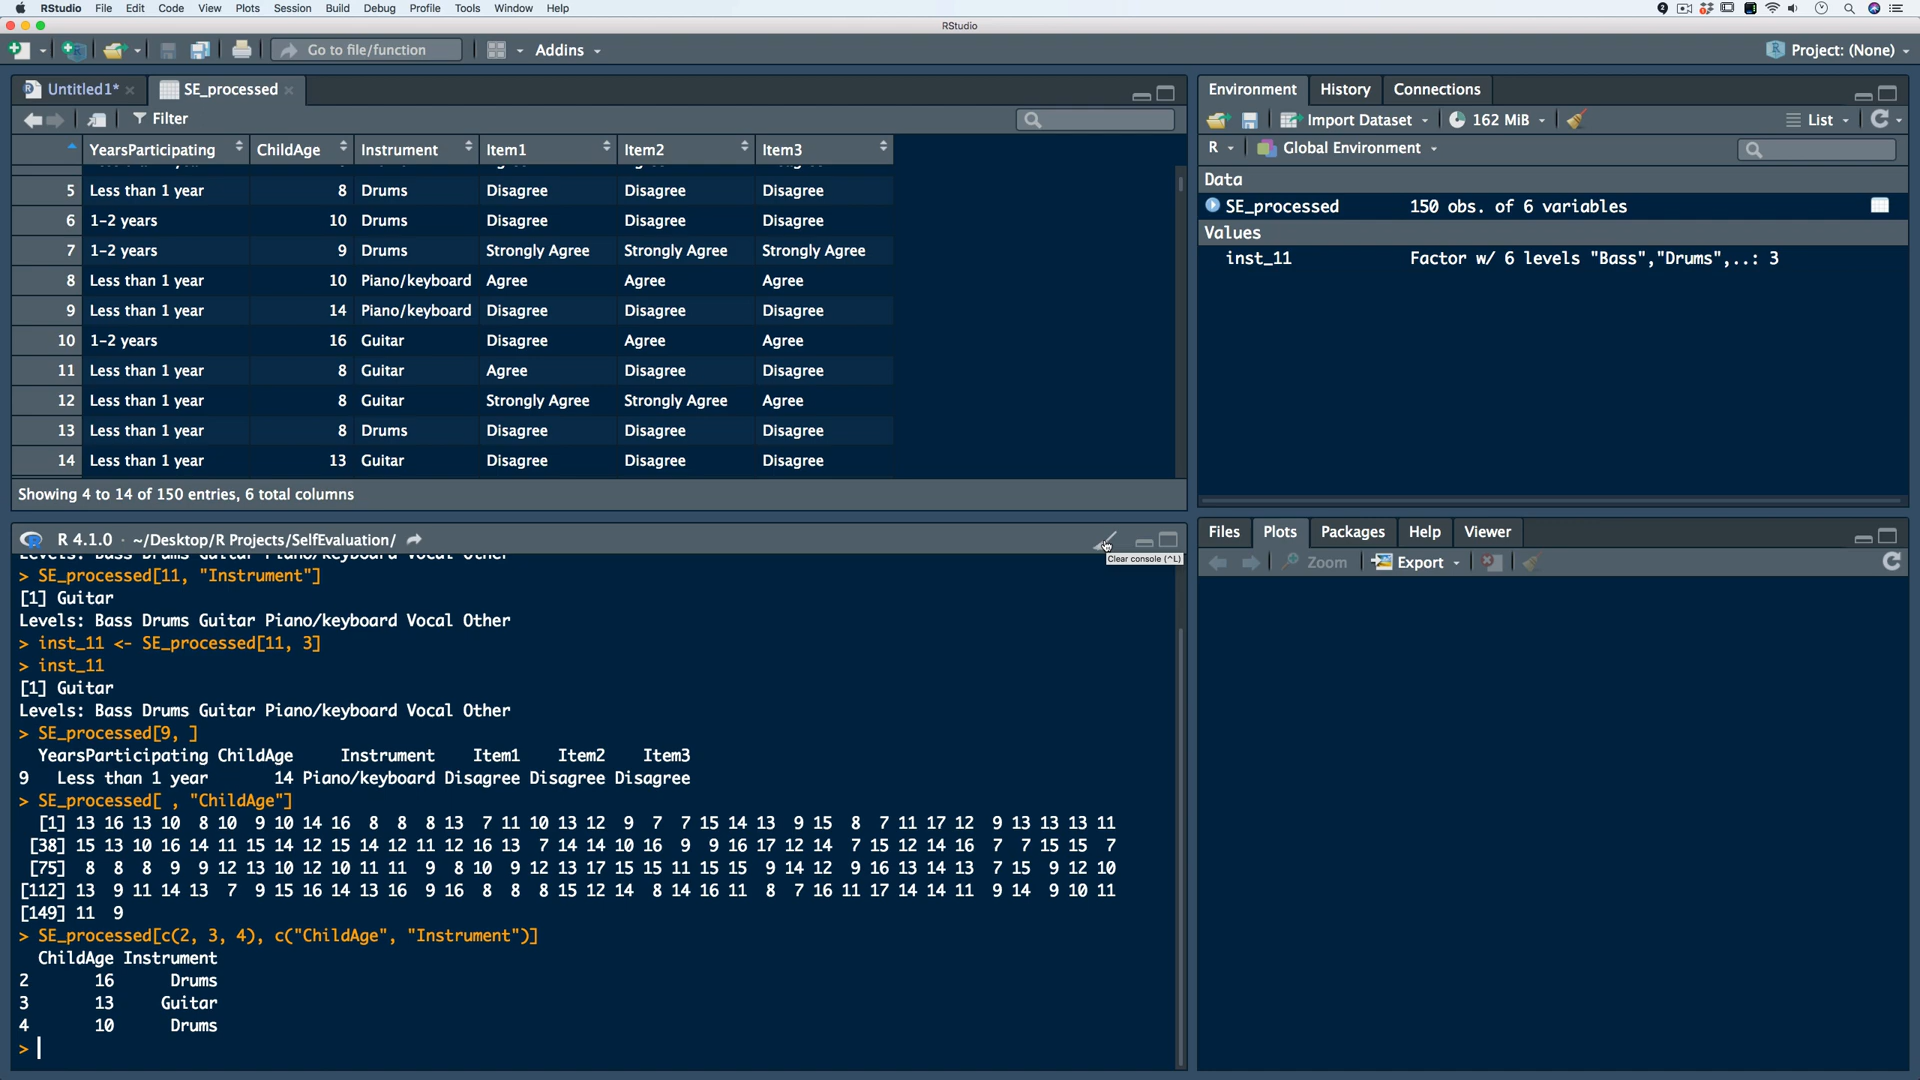 RStudio File Edit Code View Plots Session Build Debug Profile Tools Window Help
RStudio
Go to file/function Addins Project: (None)
Untitled1* SE_processed
Filter
YearsParticipating ChildAge Instrument Item1 Item2 Item3
5 Less than 1 year 8 Drums Disagree Disagree Disagree
6 1-2 years 10 Drums Disagree Disagree Disagree
7 1-2 years 9 Drums Strongly Agree Strongly Agree Strongly Agree
8 Less than 1 year 10 Piano/keyboard Agree Agree Agree
9 Less than 1 year 14 Piano/keyboard Disagree Disagree Disagree
10 1-2 years 16 Guitar Disagree Agree Agree
11 Less than 1 year 8 Guitar Agree Disagree Disagree
12 Less than 1 year 8 Guitar Strongly Agree Strongly Agree Agree
13 Less than 1 year 8 Drums Disagree Disagree Disagree
14 Less than 1 year 13 Guitar Disagree Disagree Disagree
Showing 4 to 14 of 150 entries, 6 total columns
R 4.1.0 · ~/Desktop/R Projects/SelfEvaluation/
Clear console (^L)
Levels: Bass Drums Guitar Piano/keyboard Vocal Other
> SE_processed[11, "Instrument"]
[1] Guitar
Levels: Bass Drums Guitar Piano/keyboard Vocal Other
> inst_11 <- SE_processed[11, 3]
> inst_11
[1] Guitar
Levels: Bass Drums Guitar Piano/keyboard Vocal Other
> SE_processed[9, ]
YearsParticipating ChildAge Instrument Item1 Item2 Item3
9 Less than 1 year 14 Piano/keyboard Disagree Disagree Disagree
> SE_processed[ , "ChildAge"]
[1] 13 16 13 10 8 10 9 10 14 16 8 8 8 13 7 11 10 13 12 9 7 7 15 14 13 9 15 8 7 11 17 12 9 13 13 13 11
[38] 15 13 10 16 14 11 15 14 12 15 14 12 11 12 16 13 7 14 14 10 16 9 9 16 17 12 14 7 15 12 14 16 7 7 15 15 7
[75] 8 8 8 9 9 12 13 10 12 10 11 11 9 8 10 9 12 13 17 15 15 11 15 15 9 14 12 9 16 13 14 13 7 15 9 12 10
[112] 13 9 11 14 13 7 9 15 16 14 13 16 9 16 8 8 8 15 12 14 8 14 16 11 8 7 16 11 17 14 14 11 9 14 9 10 11
[149] 11 9
> SE_processed[c(2, 3, 4), c("ChildAge", "Instrument")]
ChildAge Instrument
2 16 Drums
3 13 Guitar
4 10 Drums
>
Environment History Connections
Import Dataset 162 MiB List
R Global Environment
Data
SE_processed 150 obs. of 6 variables
Values
inst_11 Factor w/ 6 levels "Bass","Drums",..: 3
Files Plots Packages Help Viewer
Zoom Export